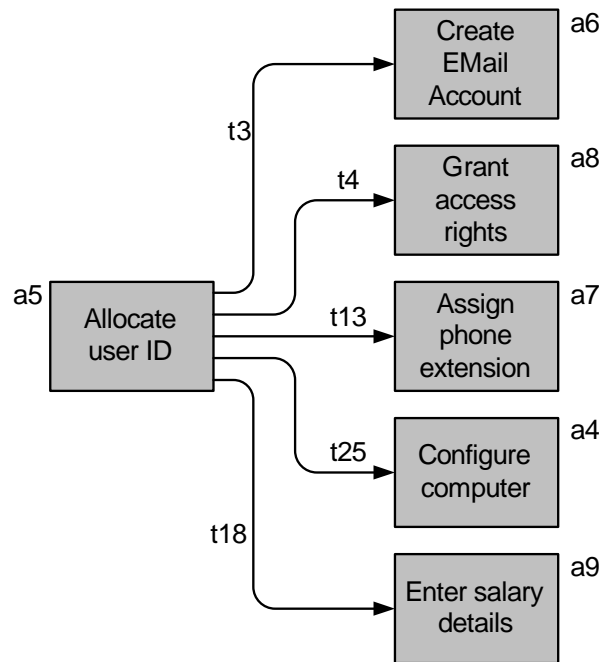 Create
EMail
Account
a6
t3
Grant
access
rights
a8
t4
a5
Allocate
user ID
t13
Assign
phone
extension
a7
t25
Configure
computer
a4
t18
Enter salary
details
a9